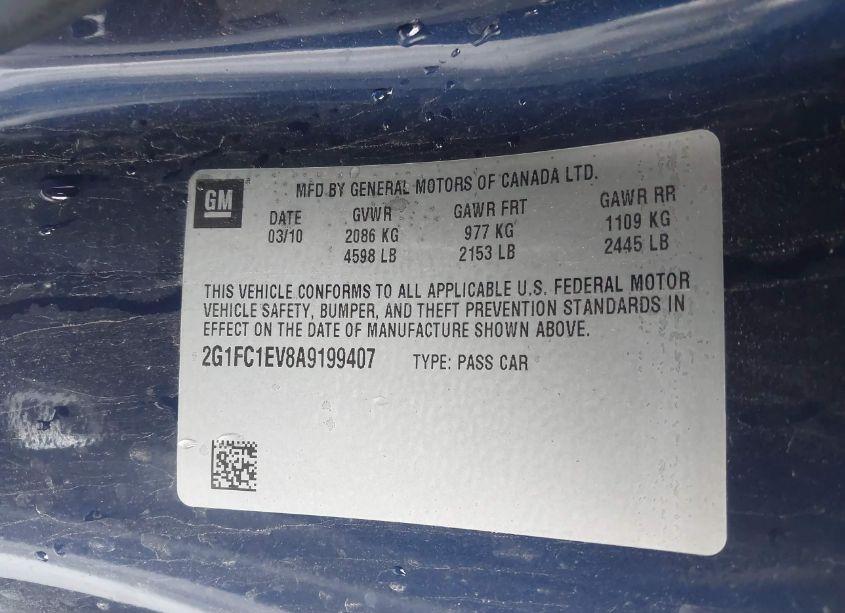 GM
MFD BY GENERAL MOTORS OF CANADA LTD.
DATE GVWR GAWR FRT GAWR RR
03/10 2086 KG 977 KG 1109 KG
4598 LB 2153 LB 2445 LB
THIS VEHICLE CONFORMS TO ALL APPLICABLE U.S. FEDERAL MOTOR
VEHICLE SAFETY, BUMPER, AND THEFT PREVENTION STANDARDS IN
EFFECT ON THE DATE OF MANUFACTURE SHOWN ABOVE.
2G1FC1EV8A9199407 TYPE: PASS CAR